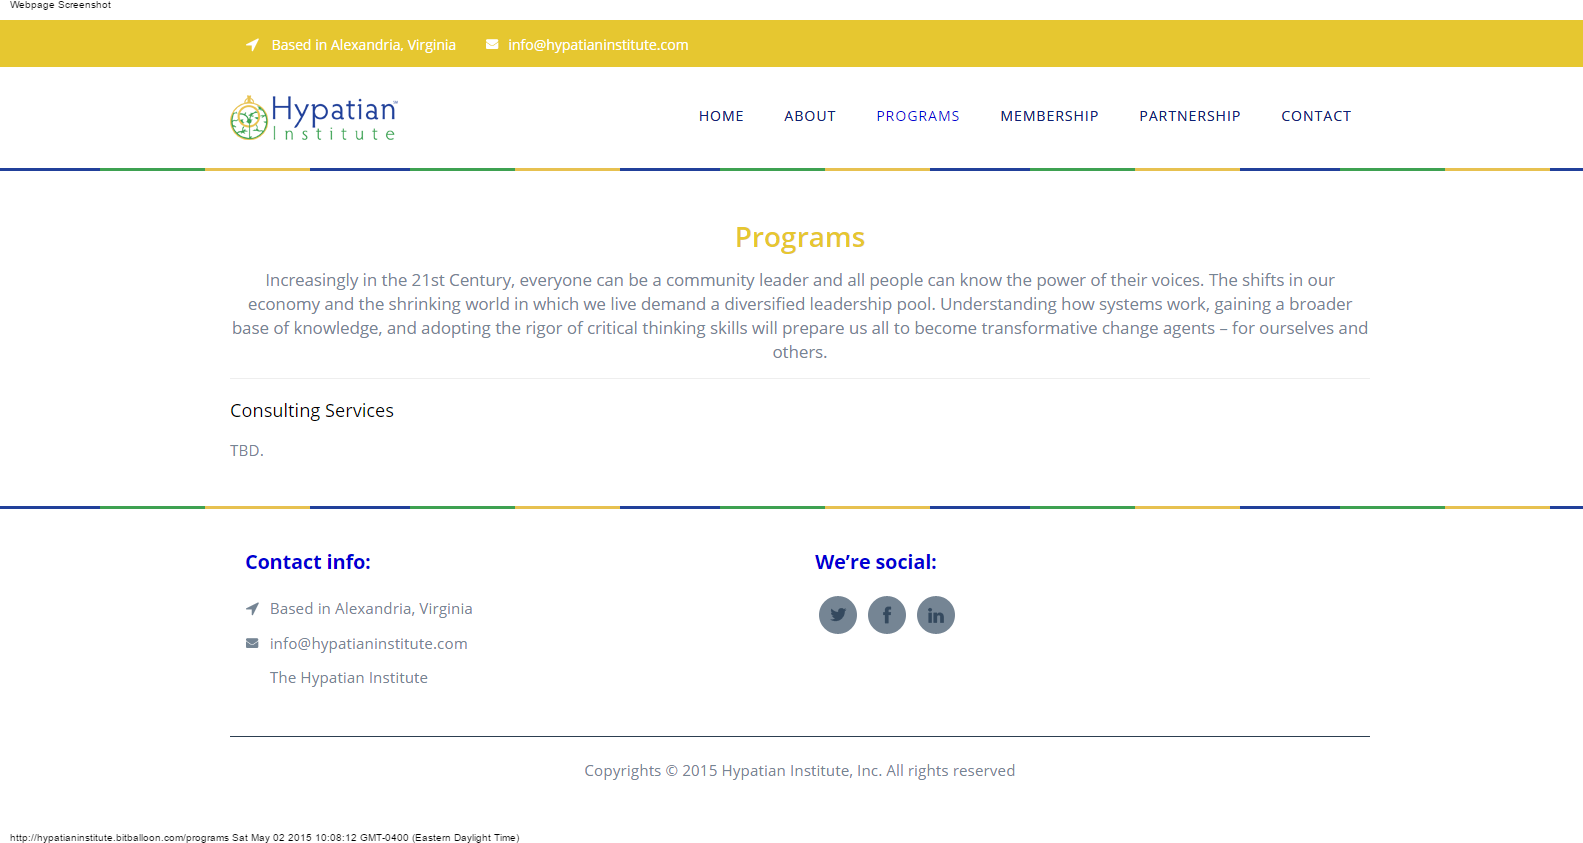 Webpage Screenshot
Based in Alexandria, Virginia info@hypatianinstitute.com
Hypatian
Institute
HOME ABOUT PROGRAMS MEMBERSHIP PARTNERSHIP CONTACT
Programs
Increasingly in the 21st Century, everyone can be a community leader and all people can know the power of their voices. The shifts in our
economy and the shrinking world in which we live demand a diversified leadership pool. Understanding how systems work, gaining a broader
base of knowledge, and adopting the rigor of critical thinking skills will prepare us all to become transformative change agents – for ourselves and
others.
Consulting Services
TBD.
Contact info:
Based in Alexandria, Virginia
info@hypatianinstitute.com
The Hypatian Institute
We’re social:
Copyrights © 2015 Hypatian Institute, Inc. All rights reserved
http://hypatianinstitute.bitballoon.com/programs Sat May 02 2015 10:08:12 GMT-0400 (Eastern Daylight Time)